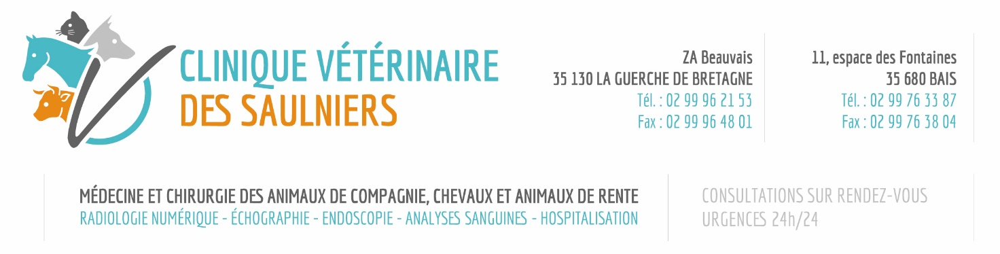 CLINIQUE VÉTÉRINAIRE
DES SAULNIERS
ZA Beauvais
35 130 LA GUERCHE DE BRETAGNE
Tél. : 02 99 96 21 53
Fax : 02 99 96 48 01
11, espace des Fontaines
35 680 BAIS
Tél. : 02 99 76 33 87
Fax : 02 99 76 38 04
MÉDECINE ET CHIRURGIE DES ANIMAUX DE COMPAGNIE, CHEVAUX ET ANIMAUX DE RENTE
RADIOLOGIE NUMÉRIQUE - ÉCHOGRAPHIE - ENDOSCOPIE - ANALYSES SANGUINES - HOSPITALISATION
CONSULTATIONS SUR RENDEZ-VOUS
URGENCES 24h/24